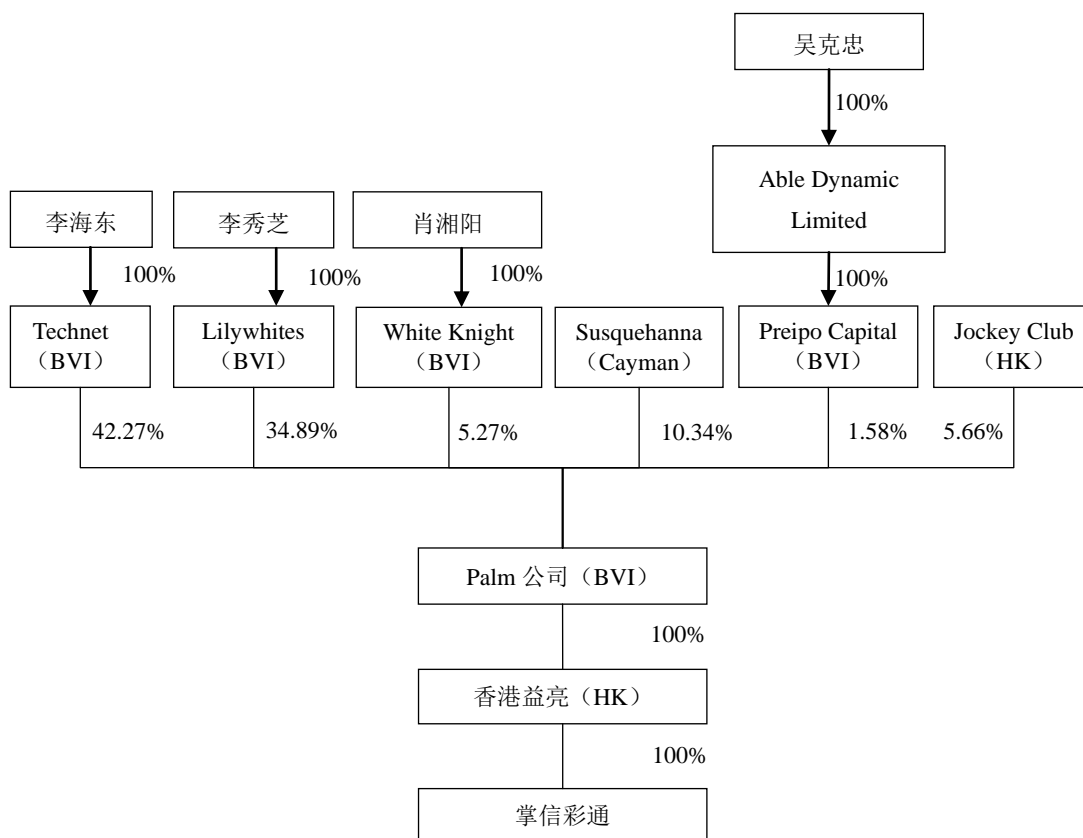 吴克忠
100%
Able Dynamic
Limited
李海东
李秀芝
肖湘阳
100%
100%
100%
100%
Technet
（BVI）
Lilywhites
（BVI）
White Knight
（BVI）
Susquehanna
（Cayman）
Preipo Capital
（BVI）
Jockey Club
（HK）
42.27%
34.89%
5.27%
10.34%
1.58%
5.66%
Palm 公司（BVI）
100%
香港益亮（HK）
100%
掌信彩通